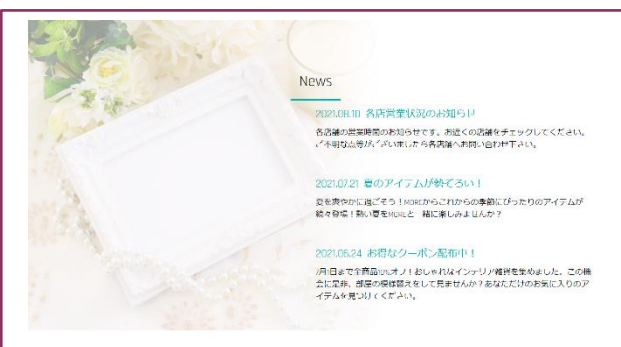 News
2021.08.10 各店営業状況のお知らせ
各店舗の営業時間のお知らせです。お近くの店舗をチェックしてください。
ご不明な点等がございましたら各店舗へお問い合わせ下さい。
2021.07.21 夏のアイテムが勢ぞろい！
夏を爽やかに過ごそう！MOREからこれからの季節にぴったりのアイテムが
続々登場！熱い夏をMOREと一緒に楽しみませんか？
2021.05.24 お得なクーポン配布中！
月1日まで全商品10%オフ！おしゃれなインテリア雑貨を集めました。この機
会に是非、部屋の模様替えをして見ませんか？あなただけのお気に入りのア
イテムを見つけてください。